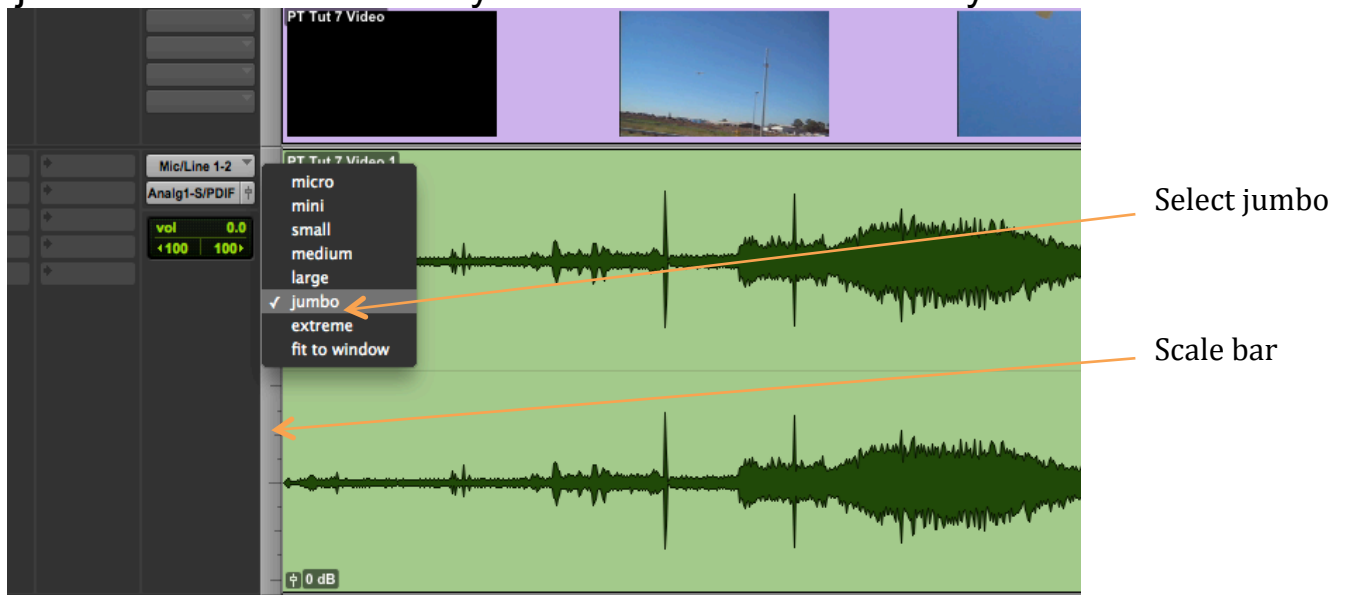 PT Tut 7 Video
Mic/Line 1-2
PT Tut 7 Video 1
Analg1-S/PDIF
vol 0.0
100 100
micro
mini
small
medium
large
✓ jumbo
extreme
fit to window
Select jumbo
Scale bar
0 dB